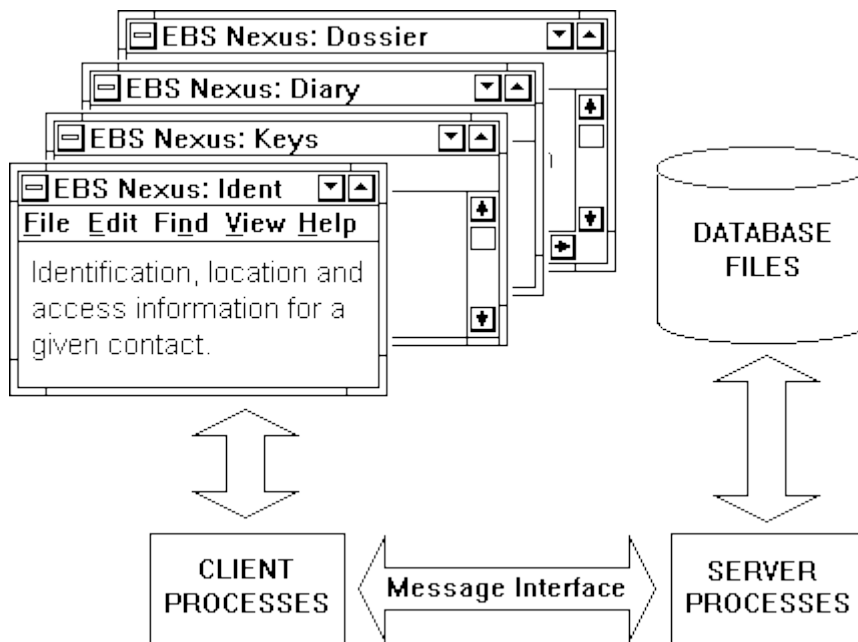 EBS Nexus: Dossier
EBS Nexus: Diary
EBS Nexus: Keys
EBS Nexus: Ident
File Edit Find View Help
Identification, location and
access information for a
given contact.
DATABASE
FILES
CLIENT
PROCESSES
Message Interface
SERVER
PROCESSES